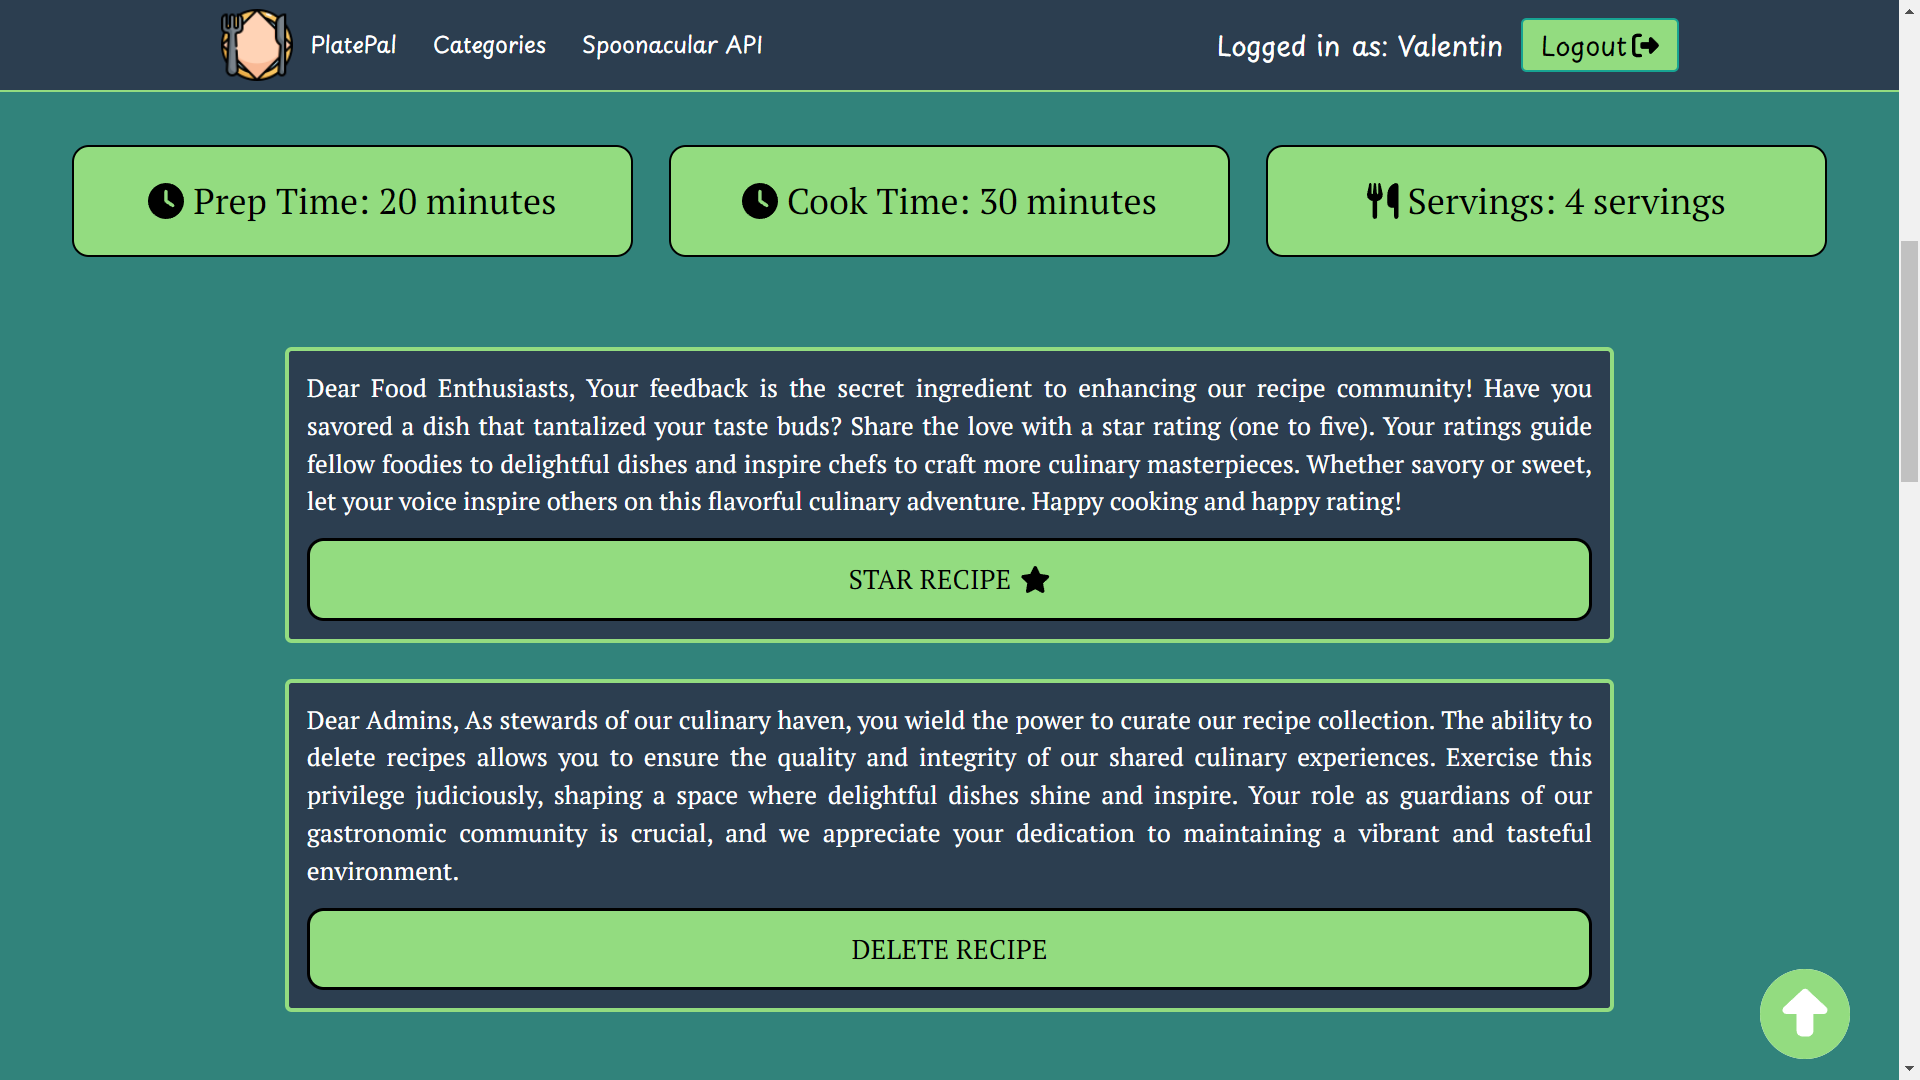 PlatePal Categories Spoonacular API Logged in as: Valentin Logout
Prep Time: 20 minutes Cook Time: 30 minutes Servings: 4 servings
Dear Food Enthusiasts, Your feedback is the secret ingredient to enhancing our recipe community! Have you
savored a dish that tantalized your taste buds? Share the love with a star rating (one to five). Your ratings guide
fellow foodies to delightful dishes and inspire chefs to craft more culinary masterpieces. Whether savory or sweet,
let your voice inspire others on this flavorful culinary adventure. Happy cooking and happy rating!
STAR RECIPE
Dear Admins, As stewards of our culinary haven, you wield the power to curate our recipe collection. The ability to
delete recipes allows you to ensure the quality and integrity of our shared culinary experiences. Exercise this
privilege judiciously, shaping a space where delightful dishes shine and inspire. Your role as guardians of our
gastronomic community is crucial, and we appreciate your dedication to maintaining a vibrant and tasteful
environment.
DELETE RECIPE